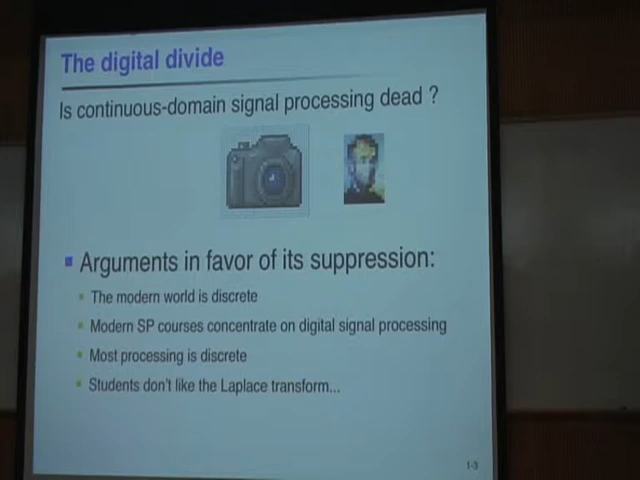 The digital divide
Is continuous-domain signal processing dead ?
Arguments in favor of its suppression:
The modern world is discrete
Modern SP courses concentrate on digital signal processing
Most processing is discrete
Students don't like the Laplace transform...
1-3